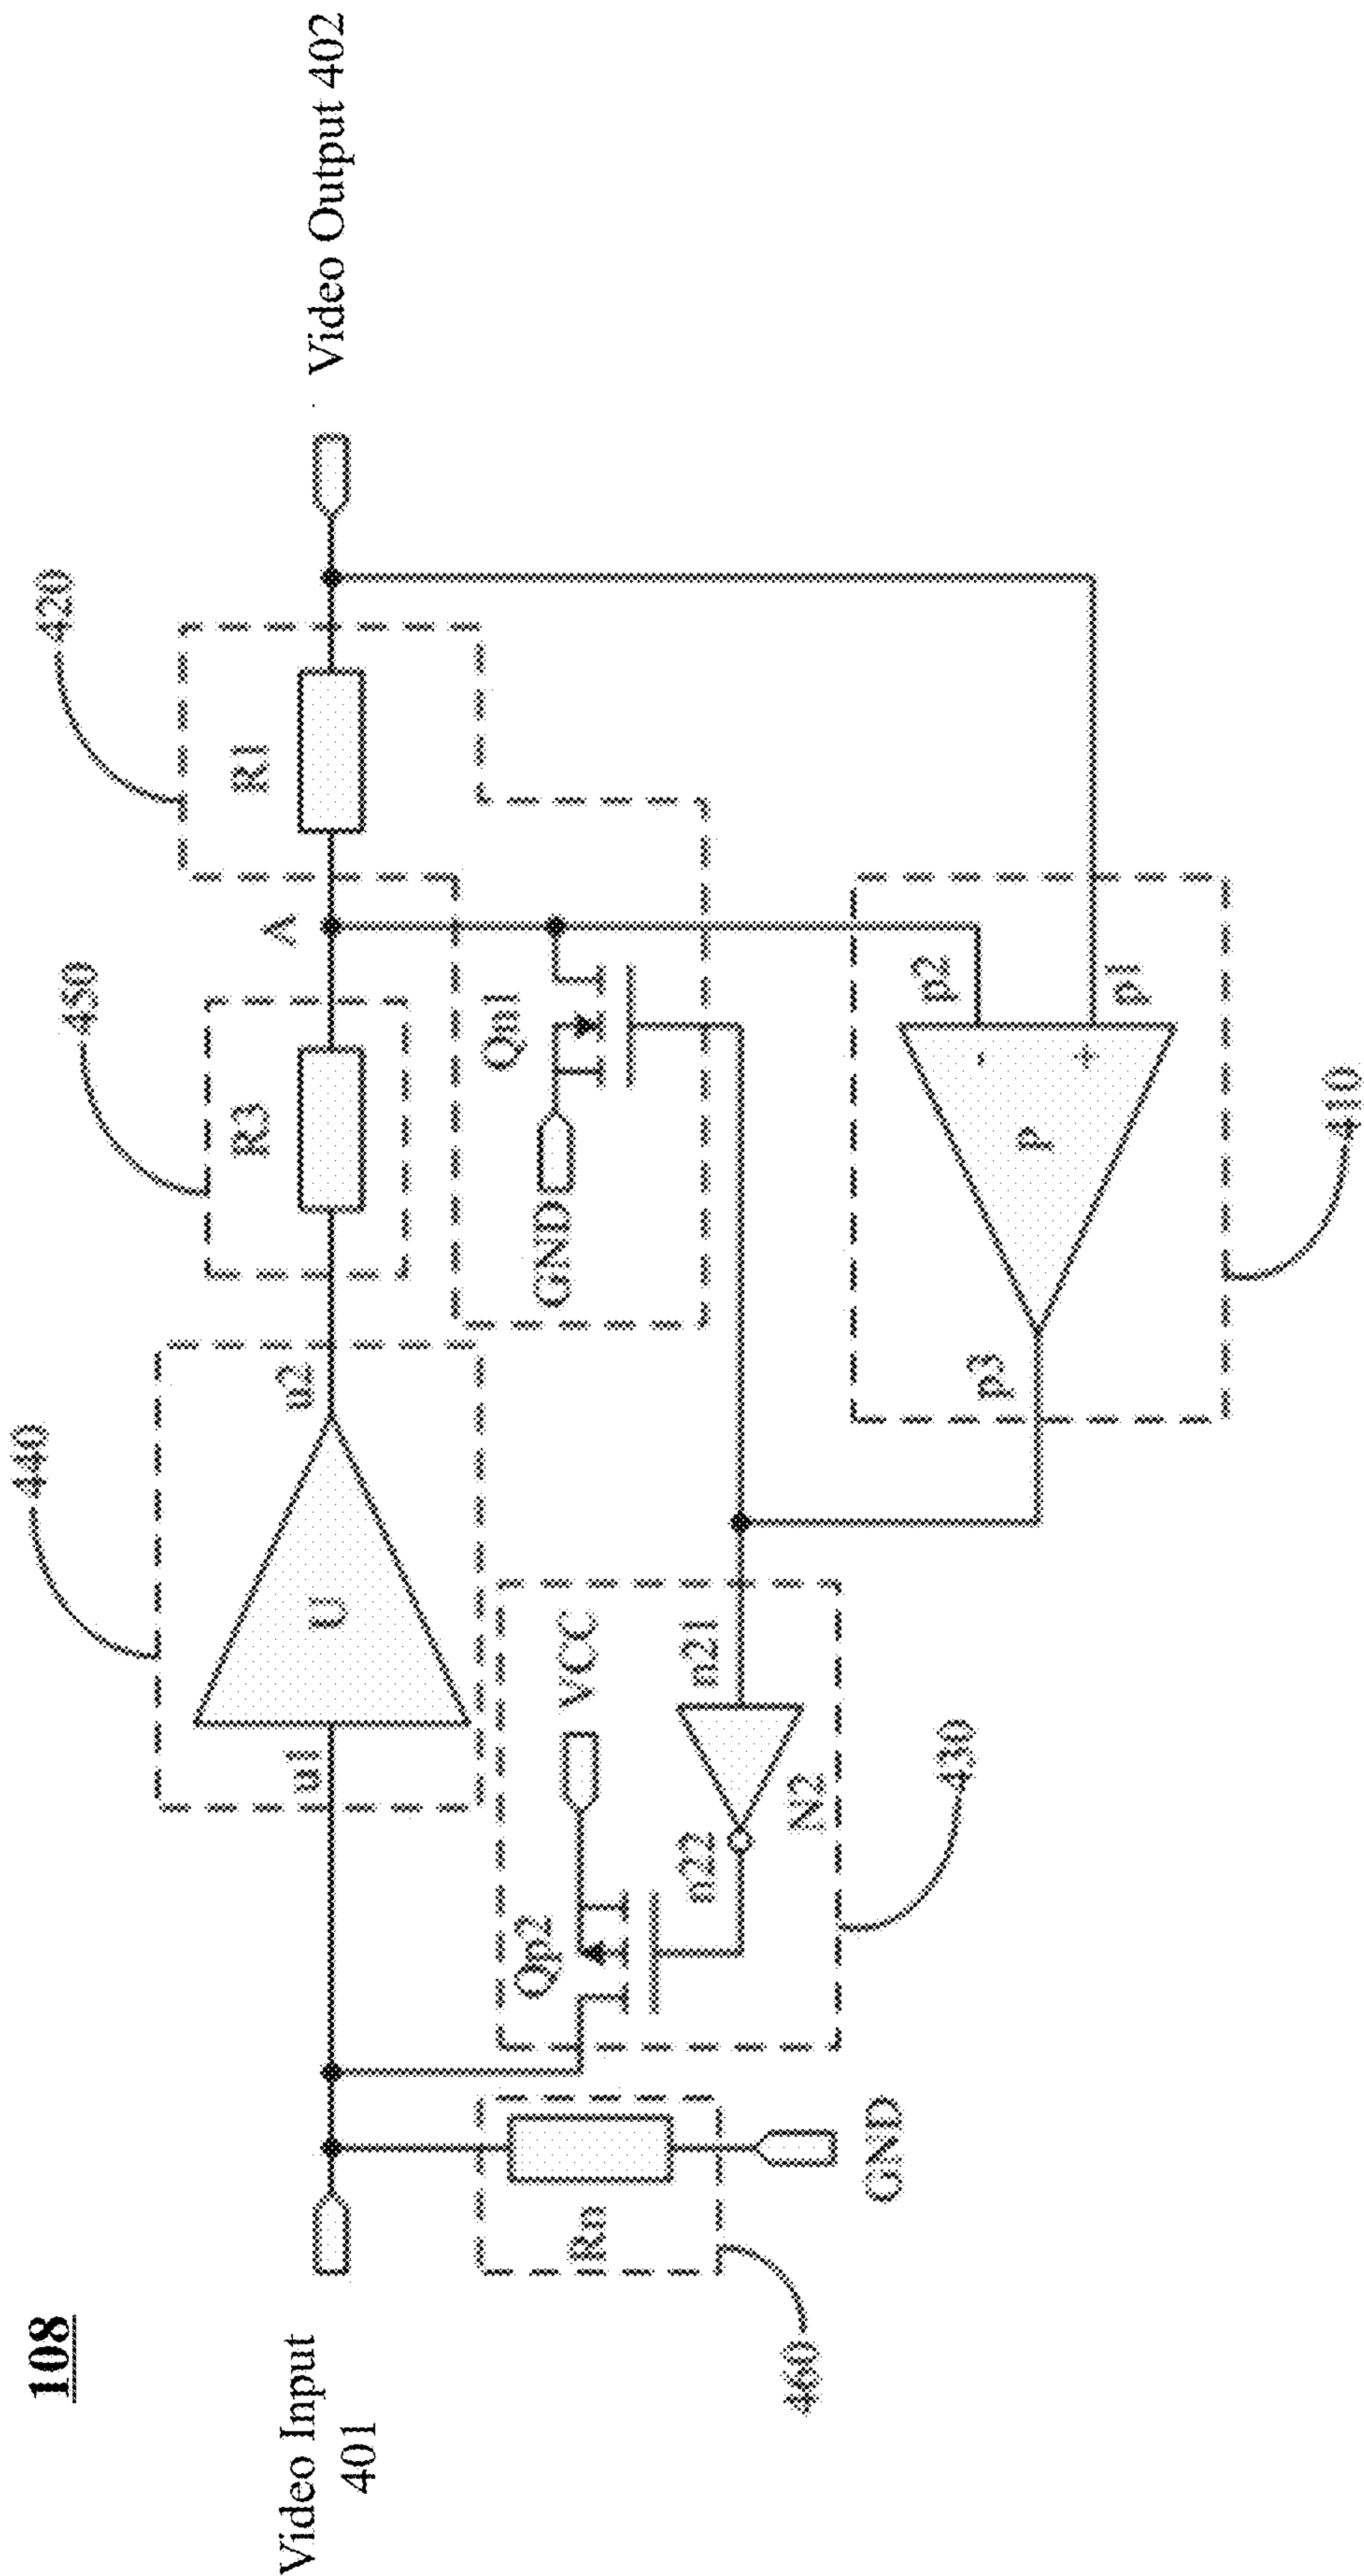 108
Video Input
401
Video Output 402
440
450
420
U
u1
u2
R3
A
R1
Qn1
GND
Qp2
VCC
n21
n22
N2
430
Rn
GND
460
p2
p1
-
+
P
p3
410